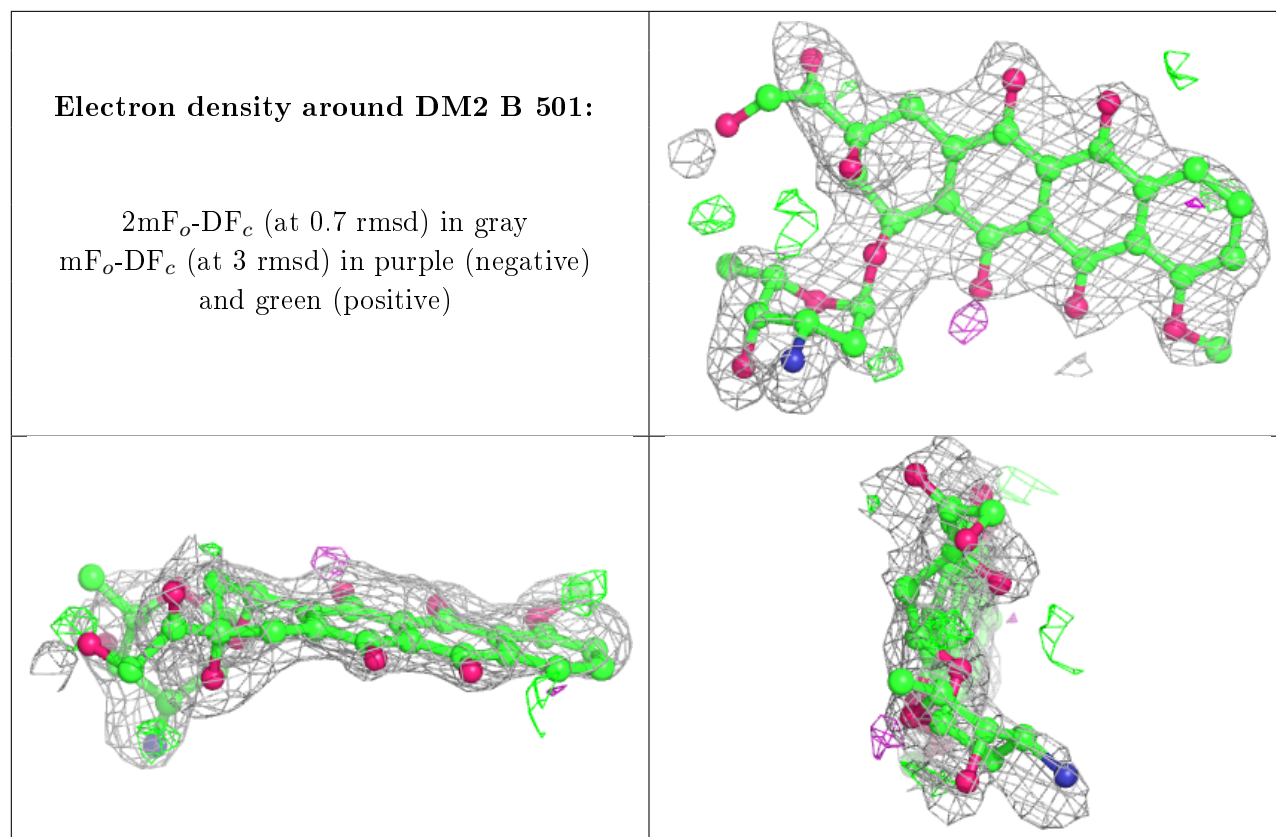 Electron density around DM2 B 501:
2mFo-DFc (at 0.7 rmsd) in gray
mFo-DFc (at 3 rmsd) in purple (negative)
and green (positive)